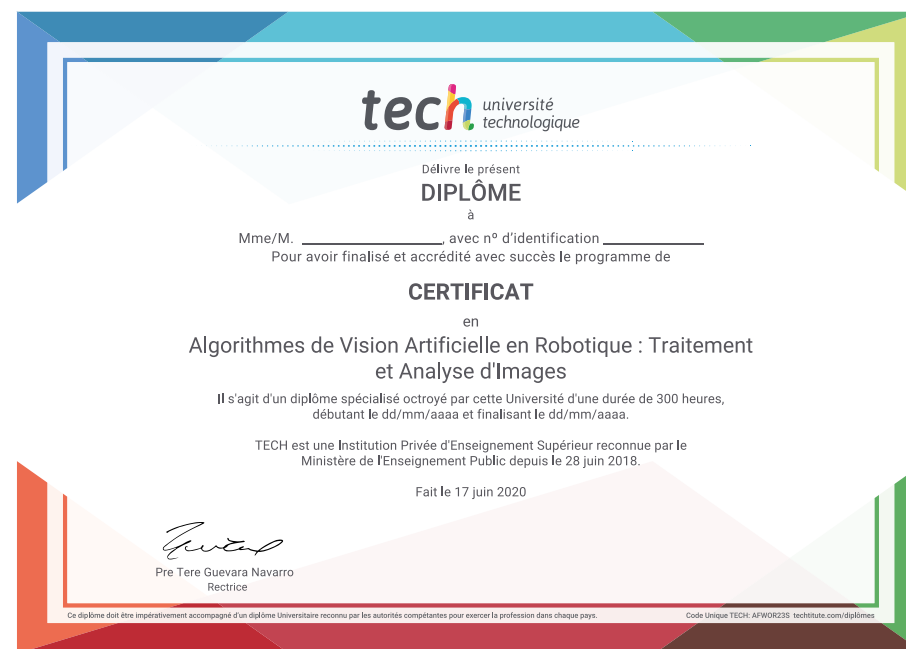 tech université
technologique
Délivre le présent
DIPLÔME
à
Mme/M. ____________________, avec nº d'identification ______________
Pour avoir finalisé et accrédité avec succès le programme de
CERTIFICAT
en
Algorithmes de Vision Artificielle en Robotique : Traitement
et Analyse d'Images
Il s'agit d'un diplôme spécialisé octroyé par cette Université d'une durée de 300 heures,
débutant le dd/mm/aaaa et finalisant le dd/mm/aaaa.
TECH est une Institution Privée d'Enseignement Supérieur reconnue par le
Ministère de l'Enseignement Public depuis le 28 juin 2018.
Fait le 17 juin 2020
Pre Tere Guevara Navarro
Rectrice
Ce diplôme doit être impérativement accompagné d'un diplôme Universitaire reconnu par les autorités compétantes pour exercer la profession dans chaque pays.
Code Unique TECH: AFWOR23S techtitute.com/diplômes